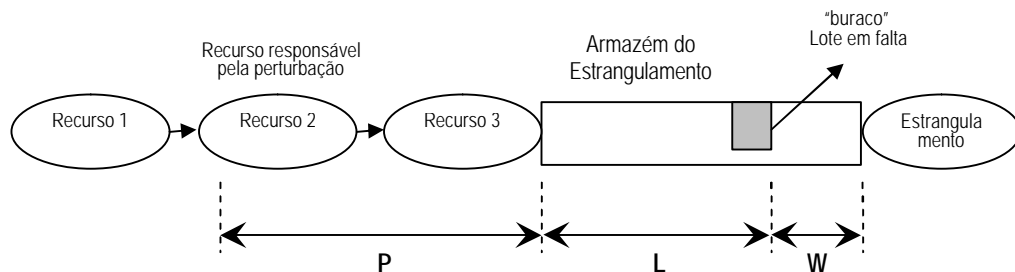 “buraco”
Lote em falta
Recurso responsável
pela perturbação
Armazém do
Estrangulamento
Recurso 1
Recurso 2
Recurso 3
Estrangula
mento
P
L
W